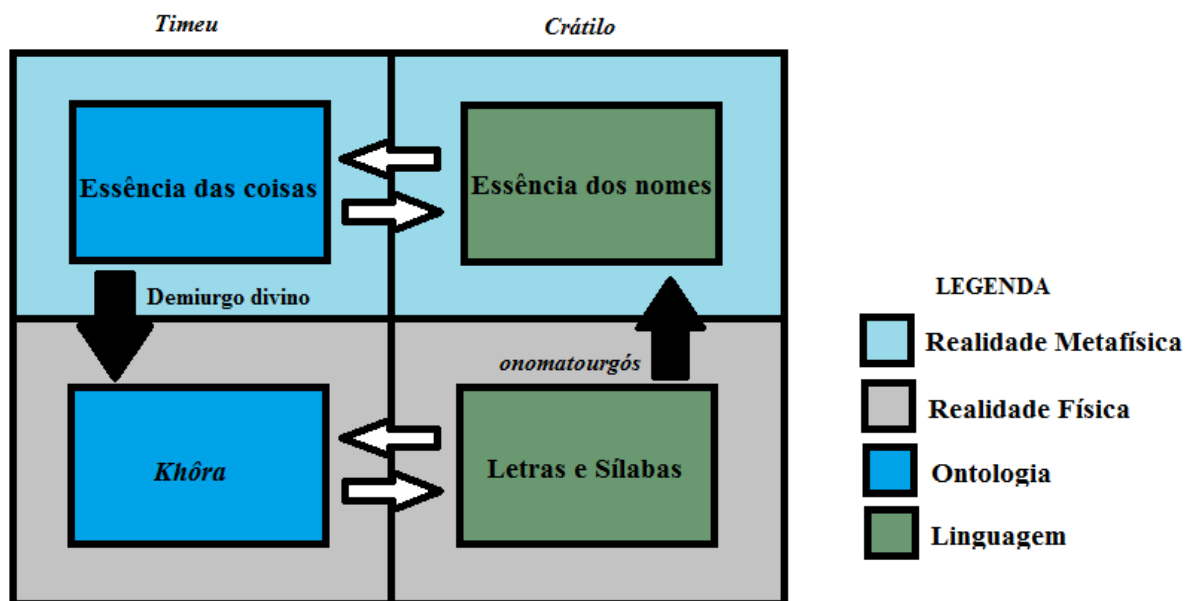 Timeu
Crátilo
Essência das coisas
Essência dos nomes
Demiurgo divino
onomatourgós
Khôra
Letras e Sílabas
LEGENDA
Realidade Metafísica
Realidade Física
Ontologia
Linguagem